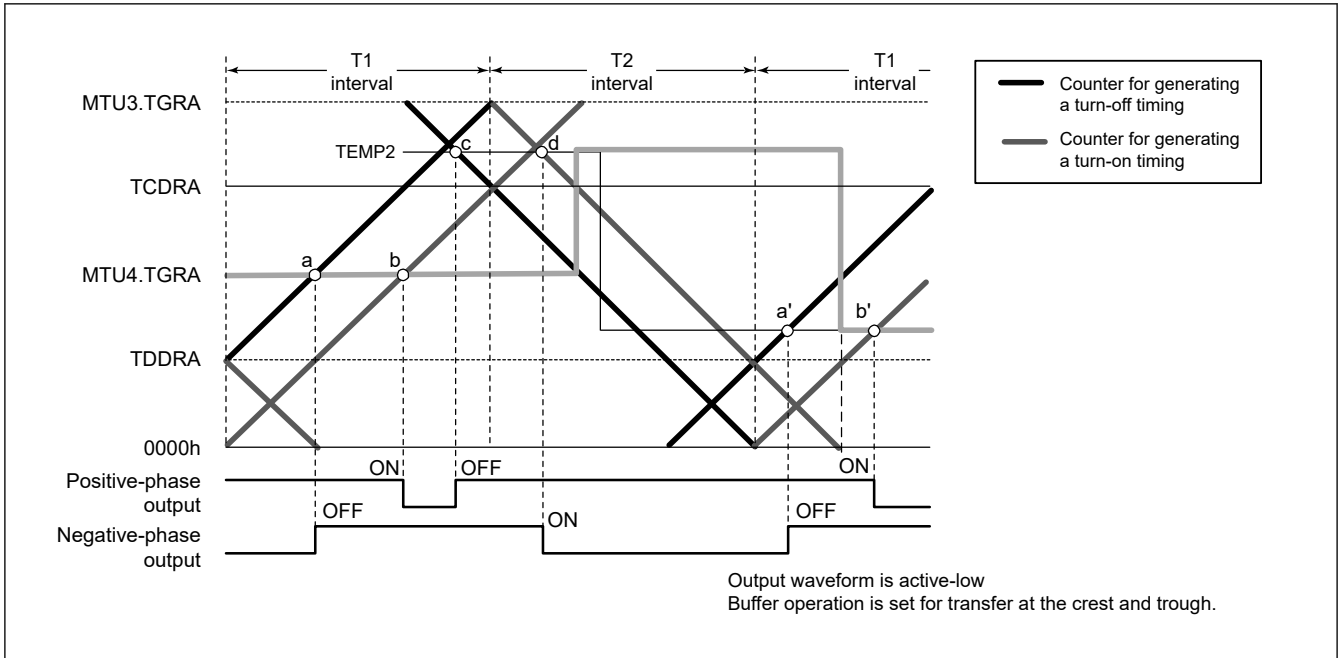 T1
interval
T2
interval
T1
interval
MTU3.TGRA
TEMP2
c
d
TCDRA
MTU4.TGRA
a
b
a'
b'
TDDRA
0000h
Counter for generating
a turn-off timing
Counter for generating
a turn-on timing
ON
OFF
ON
Positive-phase
output
OFF
ON
OFF
Negative-phase
output
Output waveform is active-low
Buffer operation is set for transfer at the crest and trough.